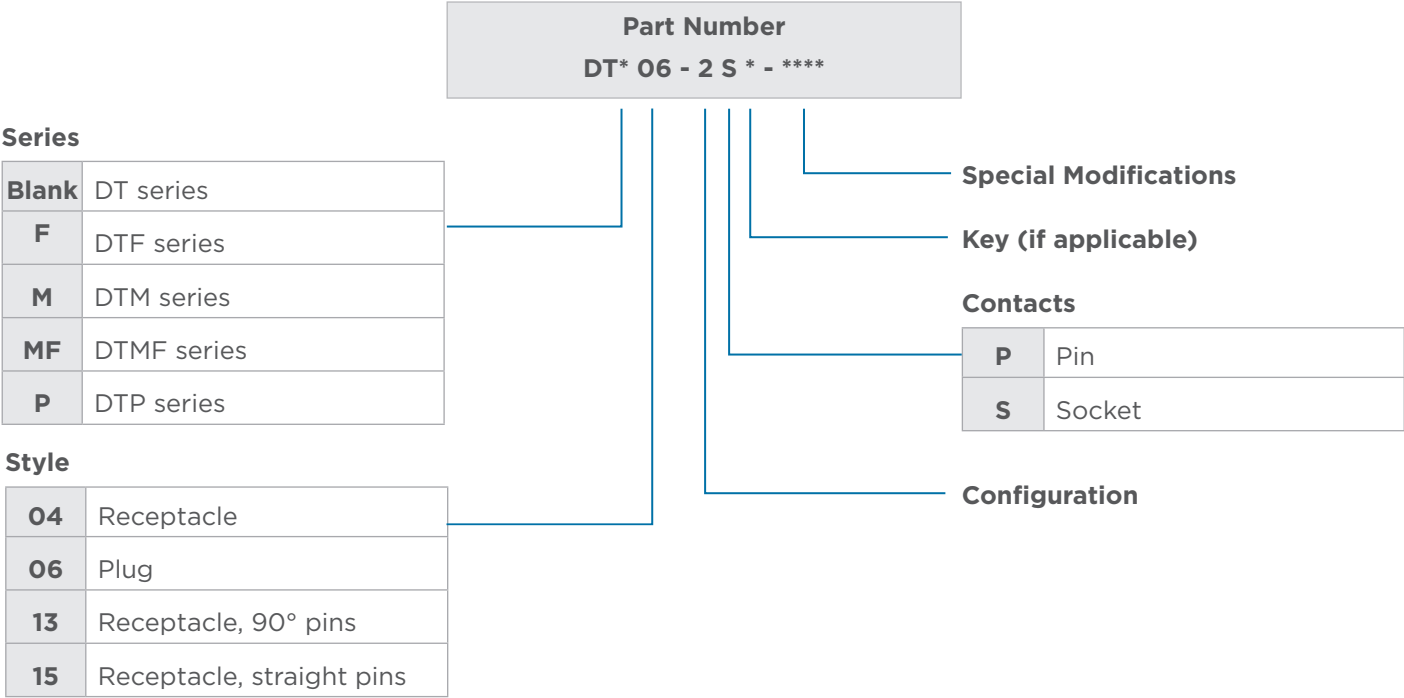 Part Number
DT* 06 - 2 S * - ****
Series
Blank DT series
F DTF series
M DTM series
MF DTMF series
P DTP series
Style
04 Receptacle
06 Plug
13 Receptacle, 90° pins
15 Receptacle, straight pins
Special Modifications
Key (if applicable)
Contacts
P Pin
S Socket
Configuration